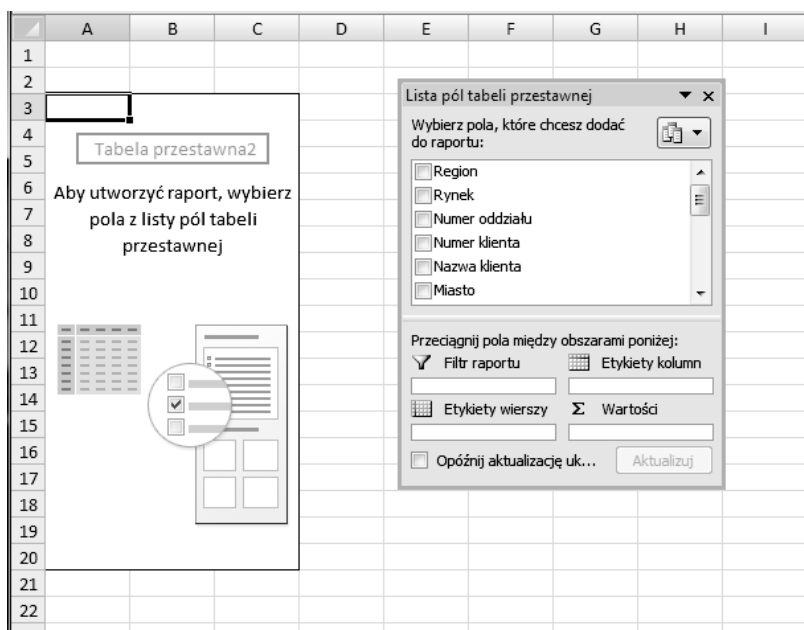 A B C D E F G H I
1
2
3
4
5
6
7
8
9
10
11
12
13
14
15
16
17
18
19
20
21
22
Tabela przestawna2
Aby utworzyć raport, wybierz
pola z listy pól tabeli
przestawnej
Lista pól tabeli przestawnej
Wybierz pola, które chcesz dodać
do raportu:
Region
Rynek
Numer oddziału
Numer klienta
Nazwa klienta
Miasto
Przeciągnij pola między obszarami poniżej:
Filtr raportu Etykiety kolumn
Etykiety wierszy Σ Wartości
Opóźnij aktualizację uk... Aktualizuj